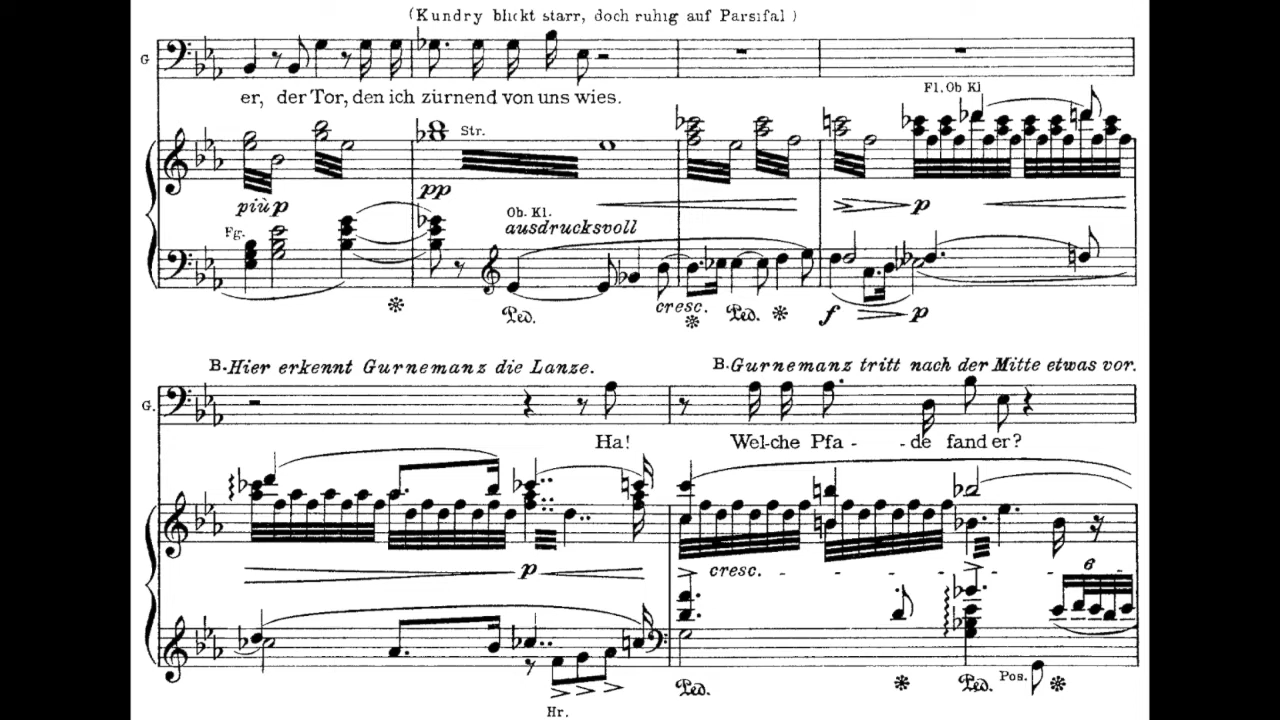 (Kundry blickt starr, doch ruhig auf Parsifal)
G
er, der Tor, den ich zürnend von uns wies.
Fl. Ob Kl
Str.
più p
pp
p
Ob. Kl.
Fg.
ausdrucksvoll
cresc.
Ped. Ped.
f p
B. Hier erkennt Gurnemanz die Lanze. B. Gurnemanz tritt nach der Mitte etwas vor.
G.
Ha! Wel-che Pfa - - de fand er?
p cresc. - - - - - - 6
Ped. Ped. Pos.
Hr.